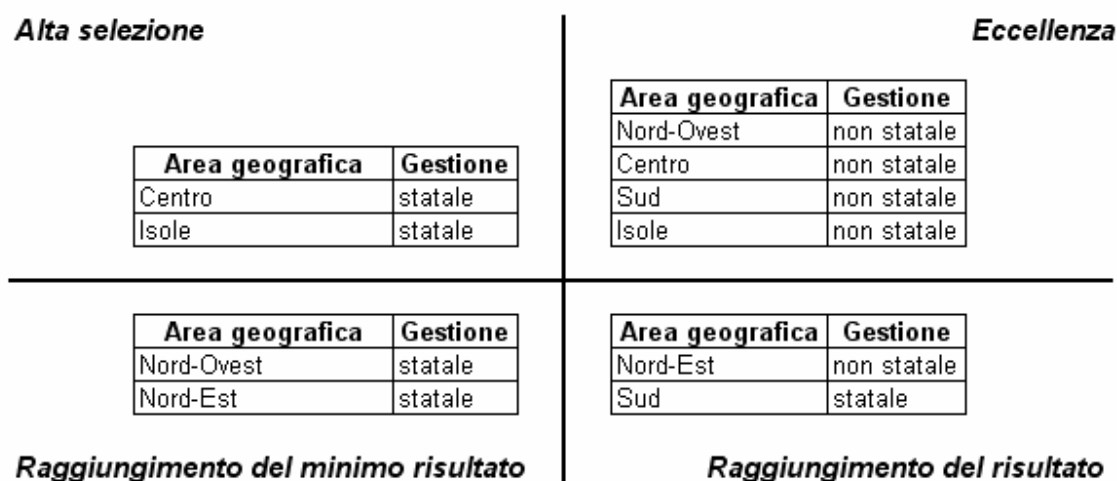 Alta selezione
Eccellenza
Area geografica Gestione
Nord-Ovest non statale
Centro non statale
Sud non statale
Isole non statale
Area geografica Gestione
Centro statale
Isole statale
Area geografica Gestione
Nord-Ovest statale
Nord-Est statale
Area geografica Gestione
Nord-Est non statale
Sud statale
Raggiungimento del minimo risultato
Raggiungimento del risultato